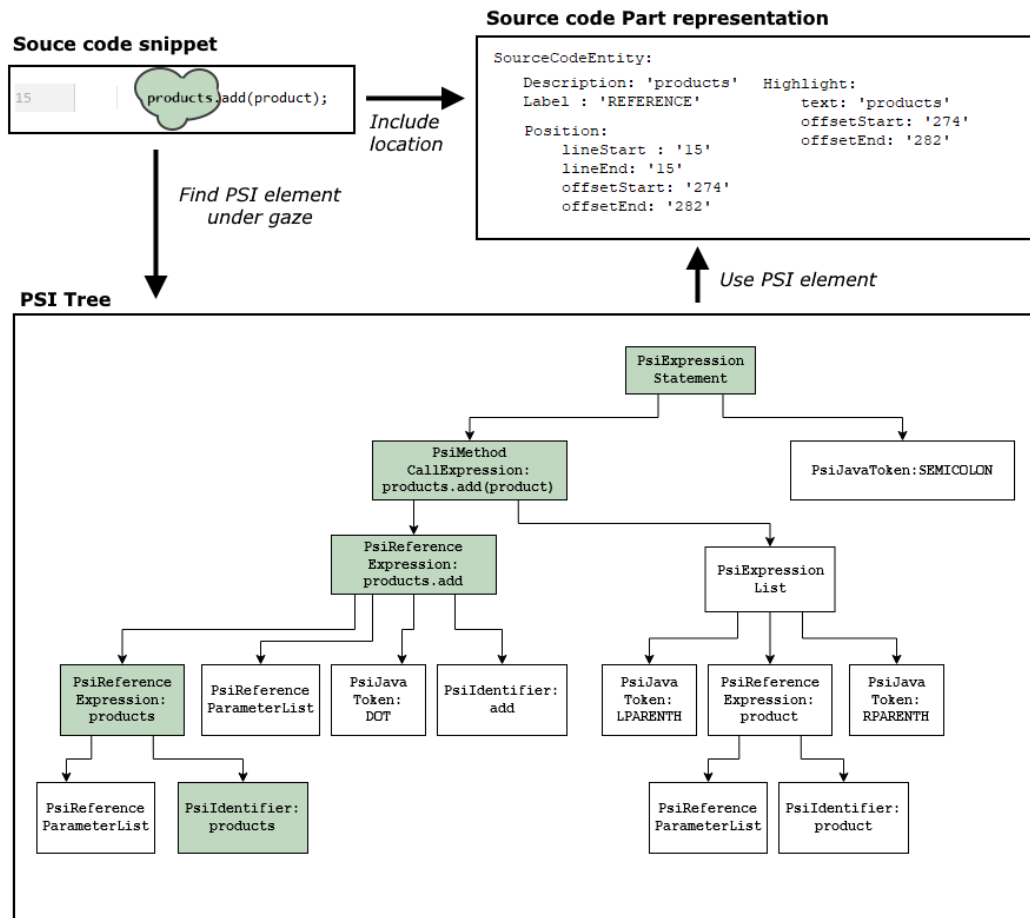 Souce code snippet
15 products.add(product);
Include
location
Find PSI element
under gaze
Source code Part representation
SourceCodeEntity:
Description: 'products'
Label : 'REFERENCE'
Position:
lineStart : '15'
lineEnd: '15'
offsetStart: '274'
offsetEnd: '282'
Highlight:
text: 'products'
offsetStart: '274'
offsetEnd: '282'
Use PSI element
PSI Tree
PsiExpression
Statement
PsiMethod
CallExpression:
products.add(product)
PsiJavaToken:SEMICOLON
PsiReference
Expression:
products.add
PsiExpression
List
PsiReference
Expression:
products
PsiReference
ParameterList
PsiJava
Token:
DOT
PsiIdentifier:
add
PsiJava
Token:
LPARENTH
PsiReference
Expression:
product
PsiJava
Token:
RPARENTH
PsiReference
ParameterList
PsiIdentifier:
products
PsiReference
ParameterList
PsiIdentifier:
product